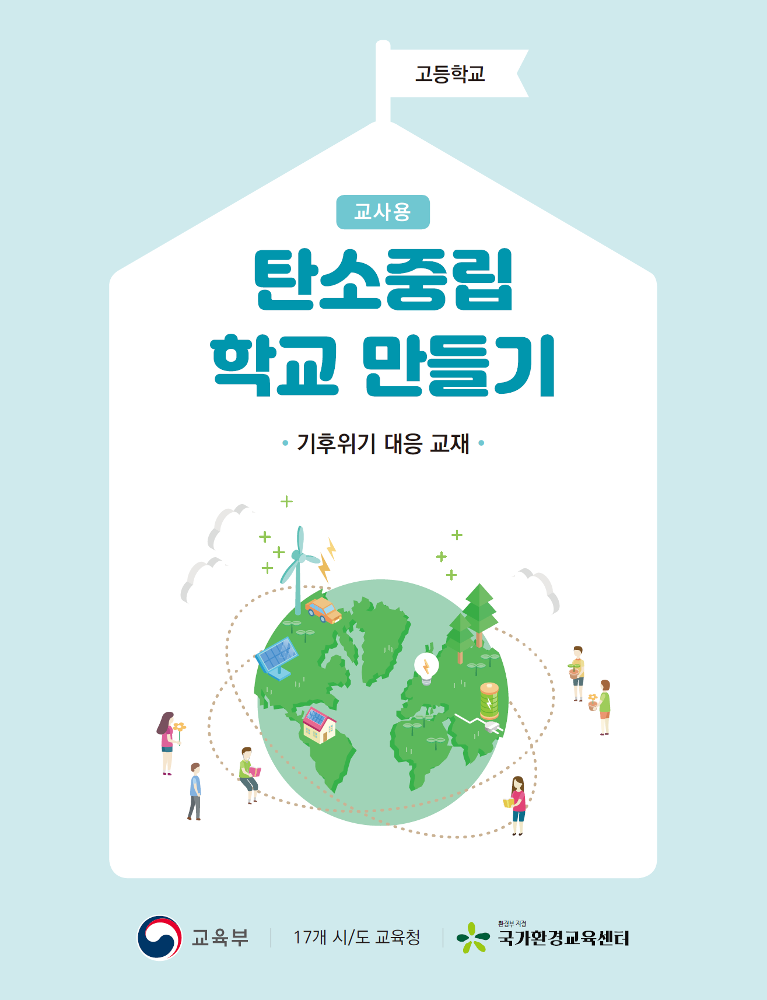 고등학교
교사용
탄소중립
학교 만들기
• 기후위기 대응 교재 •
교육부
17개 시/도 교육청
환경부 지정
국가환경교육센터